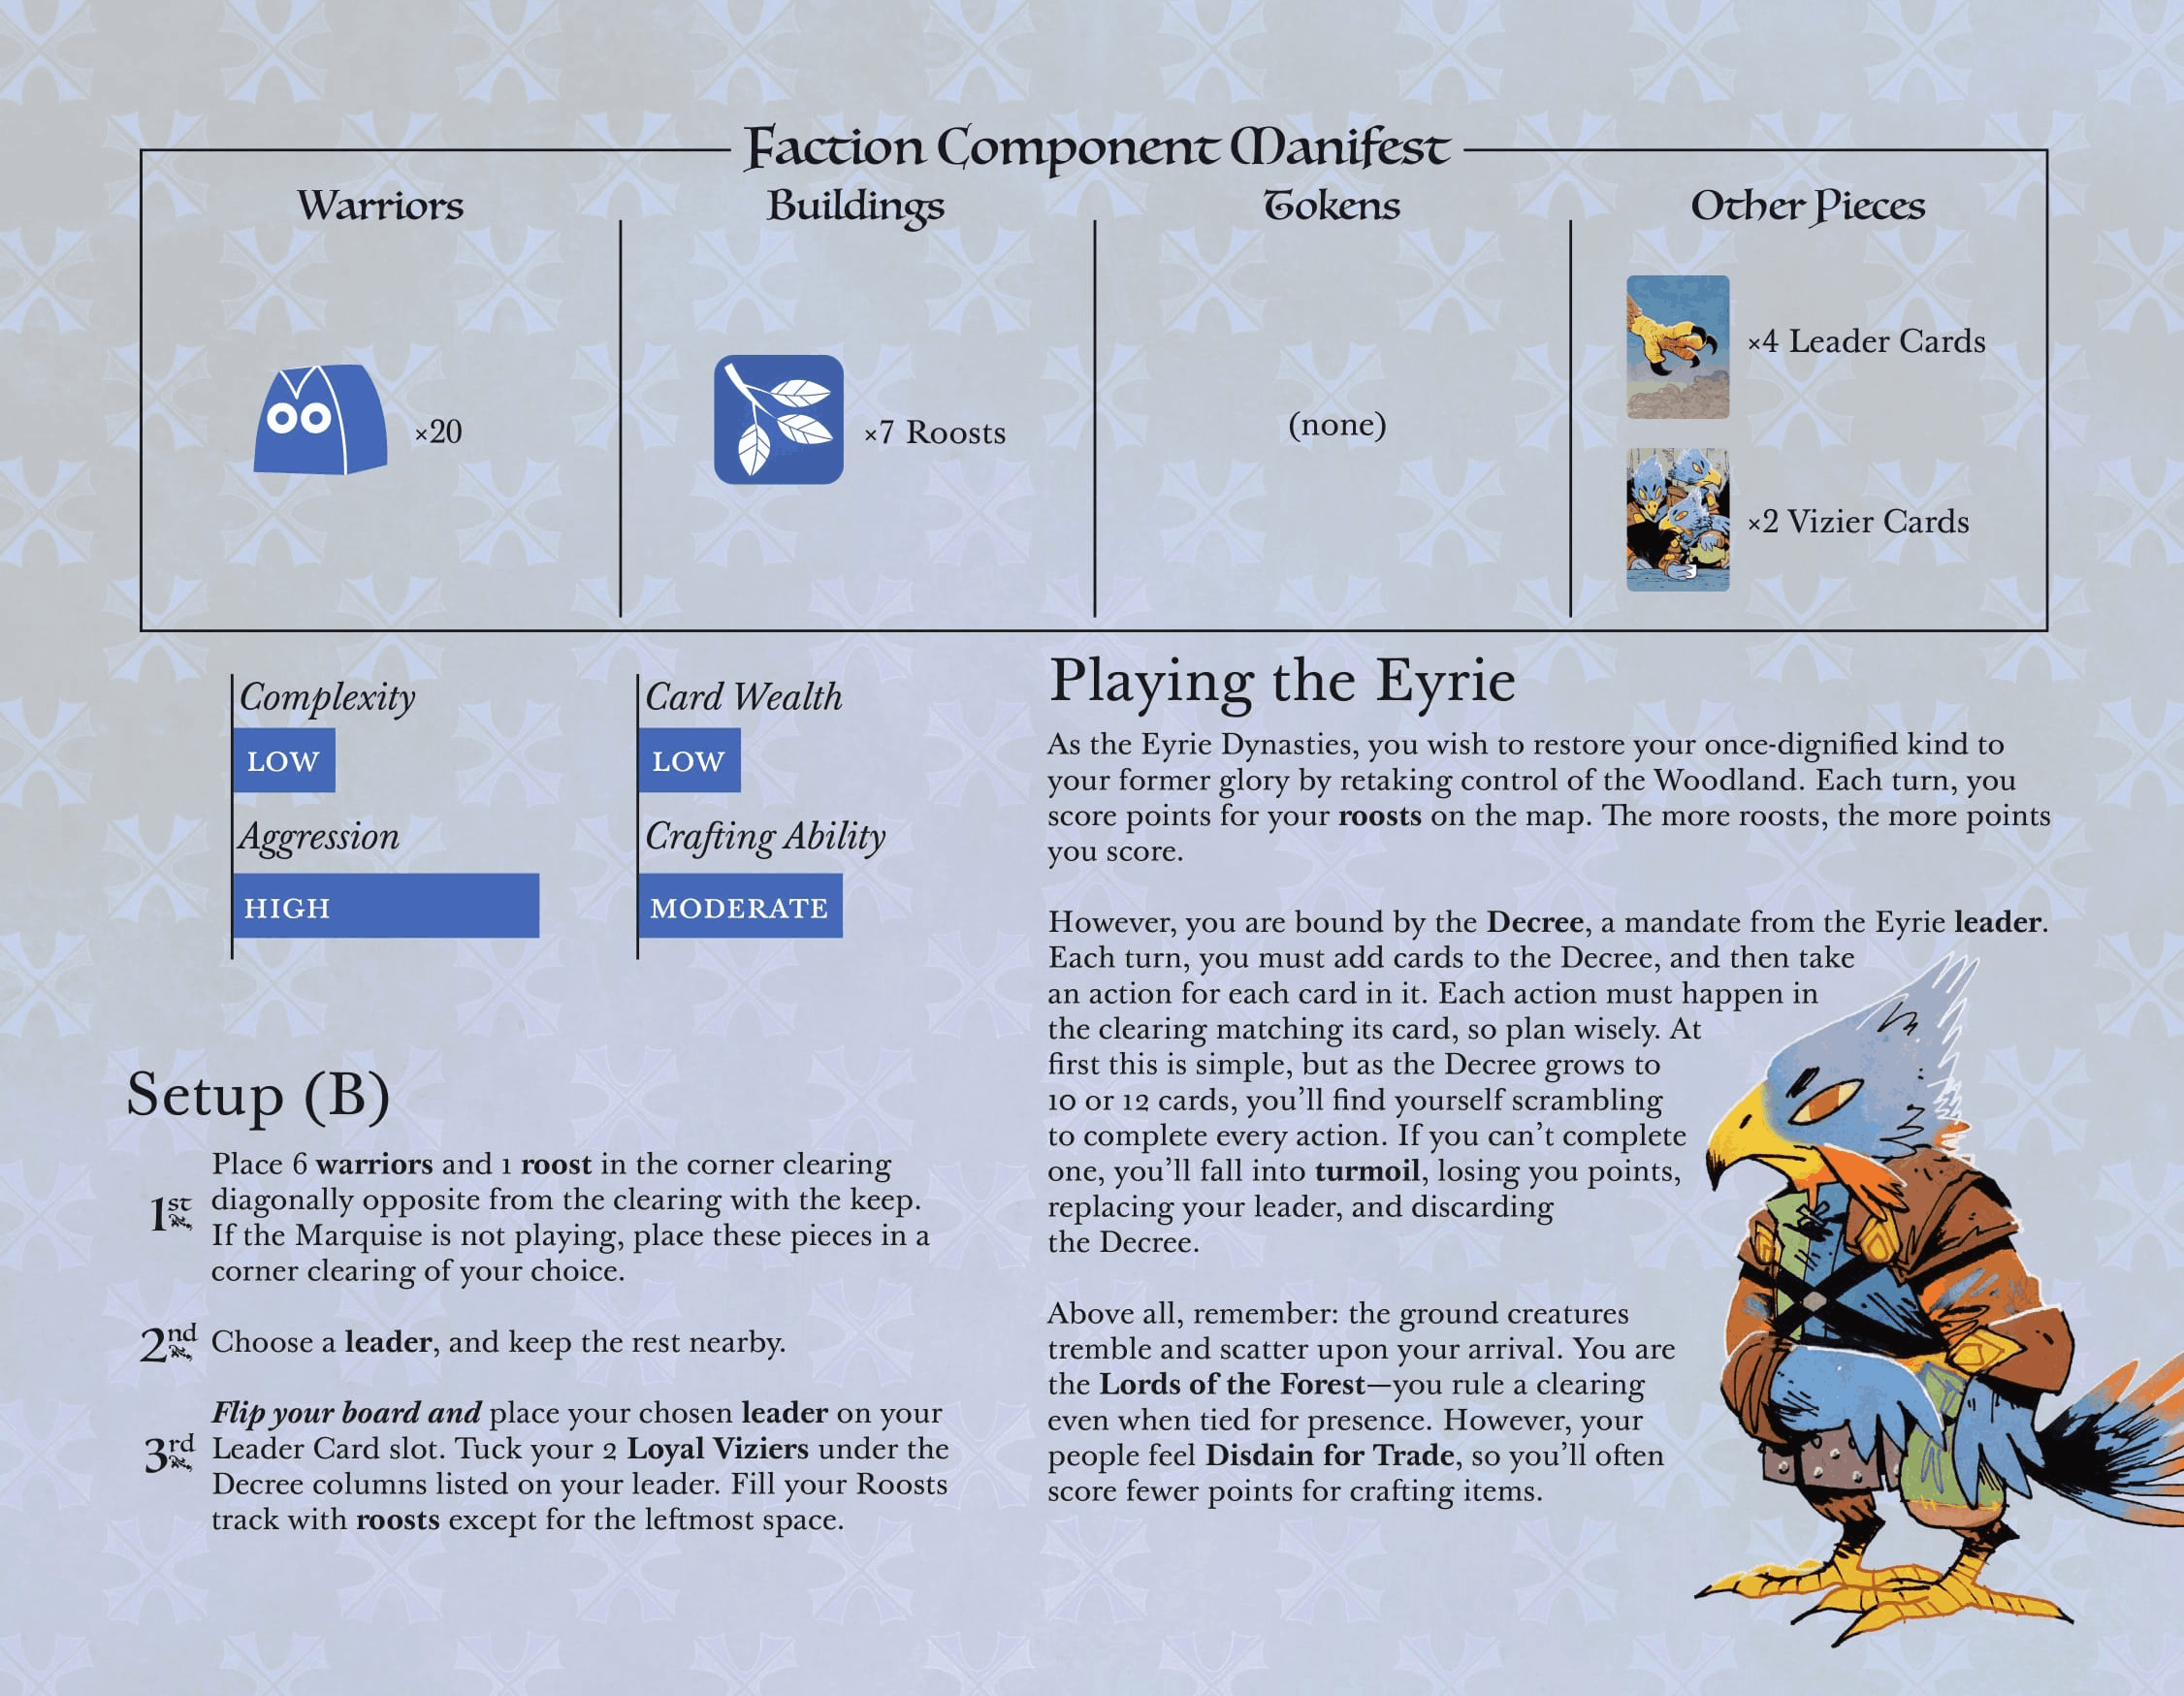 Faction Component Manifest
Warriors
Buildings
Tokens
Other Pieces
×20
×7 Roosts
(none)
×4 Leader Cards
×2 Vizier Cards
Complexity
LOW
Aggression
HIGH
Card Wealth
LOW
Crafting Ability
MODERATE
Setup (B)
1st
Place 6 warriors and 1 roost in the corner clearing
diagonally opposite from the clearing with the keep.
If the Marquise is not playing, place these pieces in a
corner clearing of your choice.
2nd Choose a leader, and keep the rest nearby.
3rd
Flip your board and place your chosen leader on your
Leader Card slot. Tuck your 2 Loyal Viziers under the
Decree columns listed on your leader. Fill your Roosts
track with roosts except for the leftmost space.
Playing the Eyrie
As the Eyrie Dynasties, you wish to restore your once-dignified kind to
your former glory by retaking control of the Woodland. Each turn, you
score points for your roosts on the map. The more roosts, the more points
you score.
However, you are bound by the Decree, a mandate from the Eyrie leader.
Each turn, you must add cards to the Decree, and then take
an action for each card in it. Each action must happen in
the clearing matching its card, so plan wisely. At
first this is simple, but as the Decree grows to
10 or 12 cards, you'll find yourself scrambling
to complete every action. If you can't complete
one, you'll fall into turmoil, losing you points,
replacing your leader, and discarding
the Decree.
Above all, remember: the ground creatures
tremble and scatter upon your arrival. You are
the Lords of the Forest—you rule a clearing
even when tied for presence. However, your
people feel Disdain for Trade, so you'll often
score fewer points for crafting items.